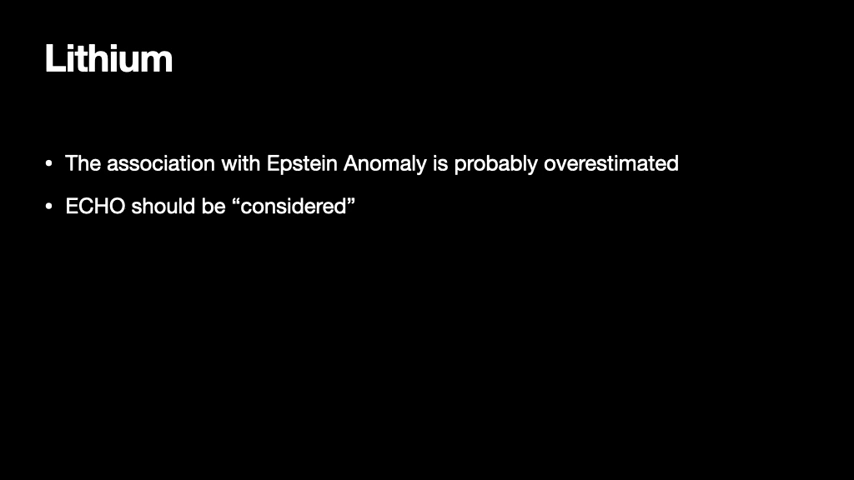 Lithium
• The association with Epstein Anomaly is probably overestimated
• ECHO should be “considered”